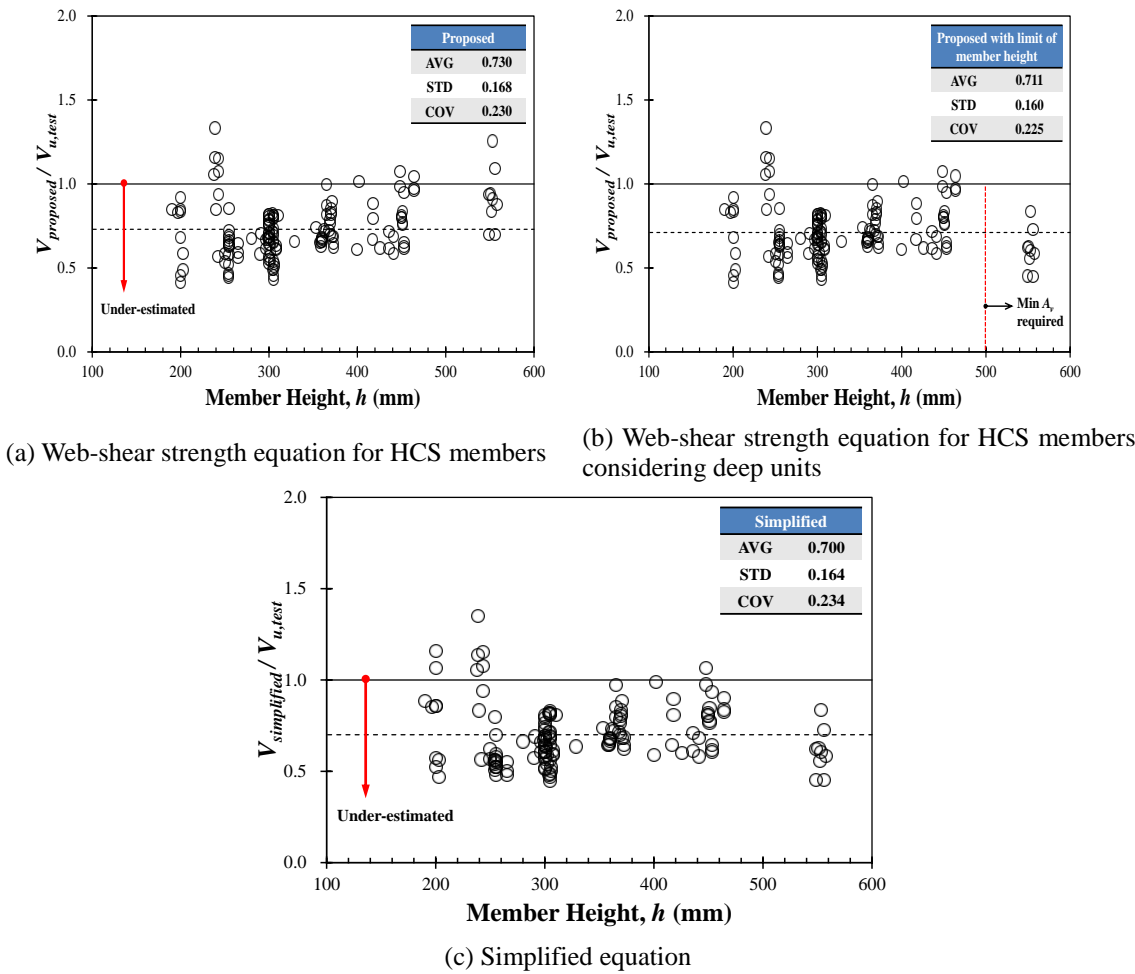 2.0
1.5
1.0
0.5
0.0
100 200 300 400 500 600
V_proposed / V_u,test
Member Height, h (mm)
Proposed
AVG 0.730
STD 0.168
COV 0.230
Under-estimated
(a) Web-shear strength equation for HCS members
2.0
1.5
1.0
0.5
0.0
100 200 300 400 500 600
V_proposed / V_u,test
Member Height, h (mm)
Proposed with limit of
member height
AVG 0.711
STD 0.160
COV 0.225
Min A_v
required
(b) Web-shear strength equation for HCS members
considering deep units
2.0
1.5
1.0
0.5
0.0
100 200 300 400 500 600
V_simplified / V_u,test
Member Height, h (mm)
Simplified
AVG 0.700
STD 0.164
COV 0.234
Under-estimated
(c) Simplified equation